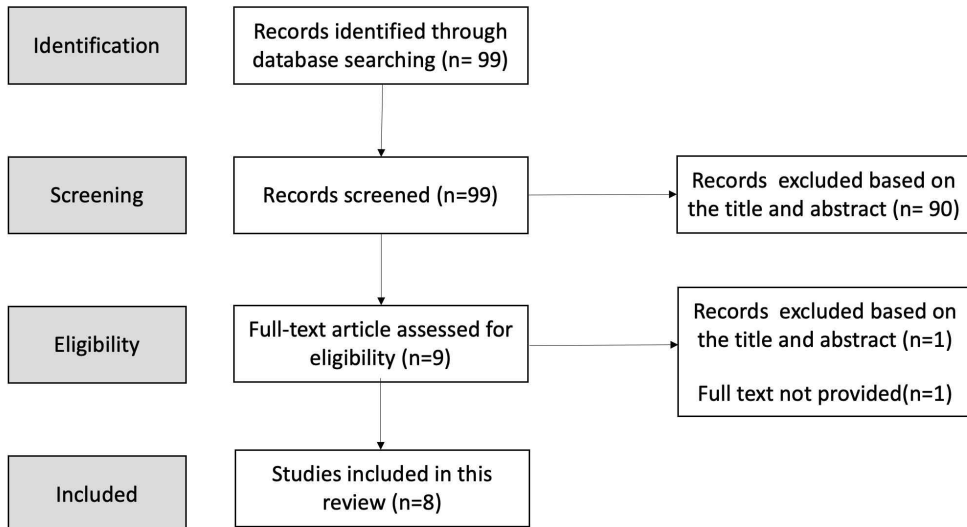 Identification
Records identified through
database searching (n= 99)
Screening
Records screened (n=99)
Records  excluded based on
the title and abstract (n= 90)
Eligibility
Full-text article assessed for
eligibility (n=9)
Records  excluded based on
the title and abstract (n=1)
Full text not provided(n=1)
Included
Studies included in this
review (n=8)